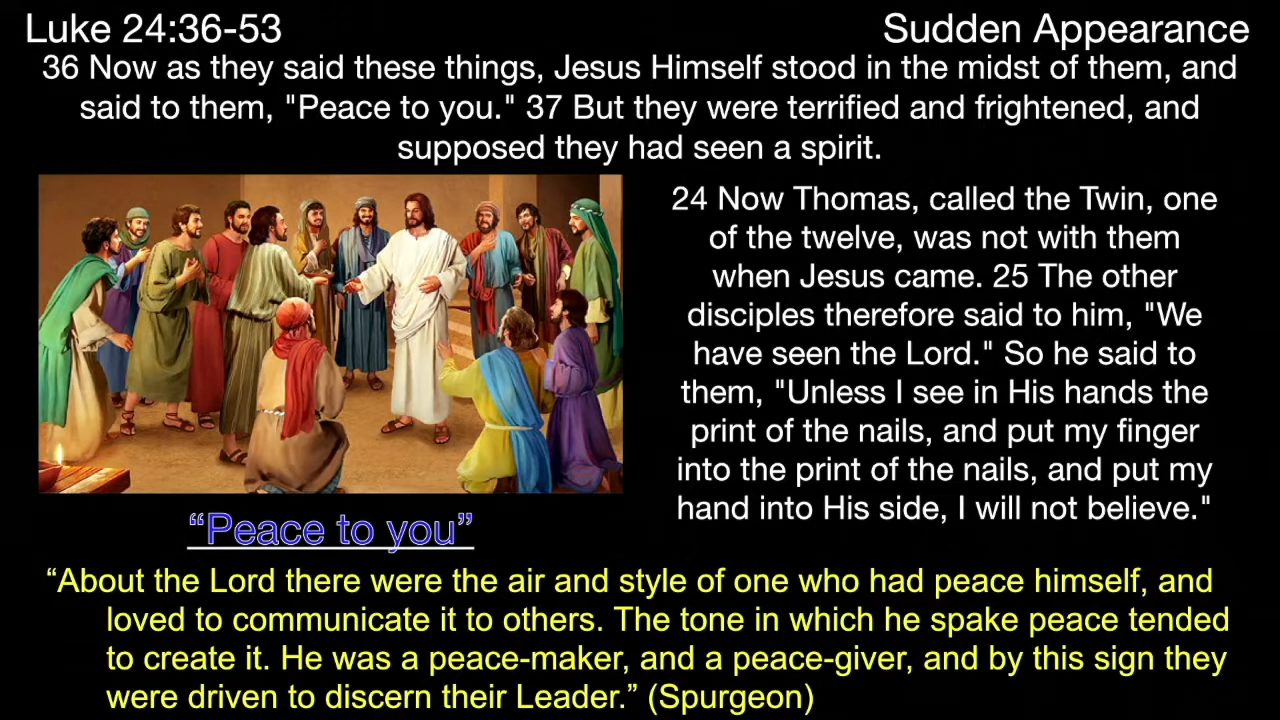 Luke 24:36-53
Sudden Appearance
36 Now as they said these things, Jesus Himself stood in the midst of them, and
said to them, "Peace to you." 37 But they were terrified and frightened, and
supposed they had seen a spirit.
24 Now Thomas, called the Twin, one
of the twelve, was not with them
when Jesus came. 25 The other
disciples therefore said to him, "We
have seen the Lord." So he said to
them, "Unless I see in His hands the
print of the nails, and put my finger
into the print of the nails, and put my
hand into His side, I will not believe."
“Peace to you”
“About the Lord there were the air and style of one who had peace himself, and
loved to communicate it to others. The tone in which he spake peace tended
to create it. He was a peace-maker, and a peace-giver, and by this sign they
were driven to discern their Leader.” (Spurgeon)